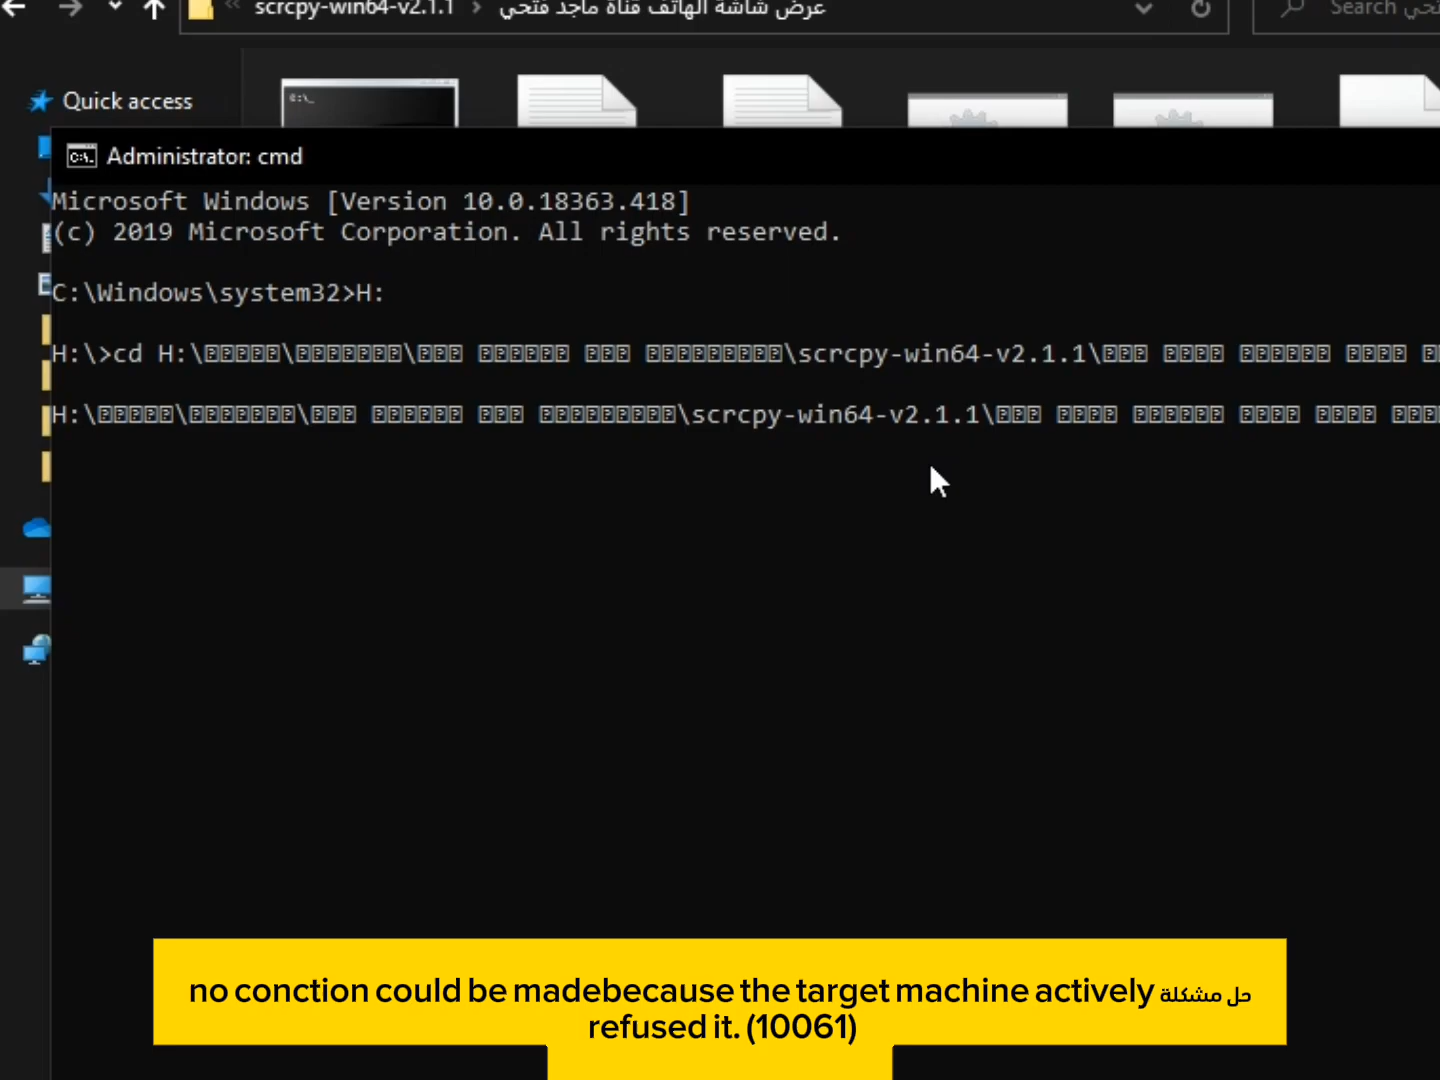 scrcpy-win64-v2.1.1 › عرض شاشة الهاتف قناة ماجد فتحي
Search
Quick access
Administrator: cmd
Microsoft Windows [Version 10.0.18363.418]
(c) 2019 Microsoft Corporation. All rights reserved.
C:\Windows\system32>H:
H:\>cd H:\⍰⍰⍰⍰⍰\⍰⍰⍰⍰⍰⍰⍰\⍰⍰⍰ ⍰⍰⍰⍰⍰⍰ ⍰⍰⍰ ⍰⍰⍰⍰⍰⍰⍰⍰⍰\scrcpy-win64-v2.1.1\⍰⍰⍰ ⍰⍰⍰⍰ ⍰⍰⍰⍰⍰⍰ ⍰⍰⍰⍰
H:\⍰⍰⍰⍰⍰\⍰⍰⍰⍰⍰⍰⍰\⍰⍰⍰ ⍰⍰⍰⍰⍰⍰ ⍰⍰⍰ ⍰⍰⍰⍰⍰⍰⍰⍰⍰\scrcpy-win64-v2.1.1\⍰⍰⍰ ⍰⍰⍰⍰ ⍰⍰⍰⍰⍰⍰ ⍰⍰⍰⍰ ⍰⍰⍰⍰
no conction could be madebecause the target machine actively حل مشكلة
refused it. (10061)